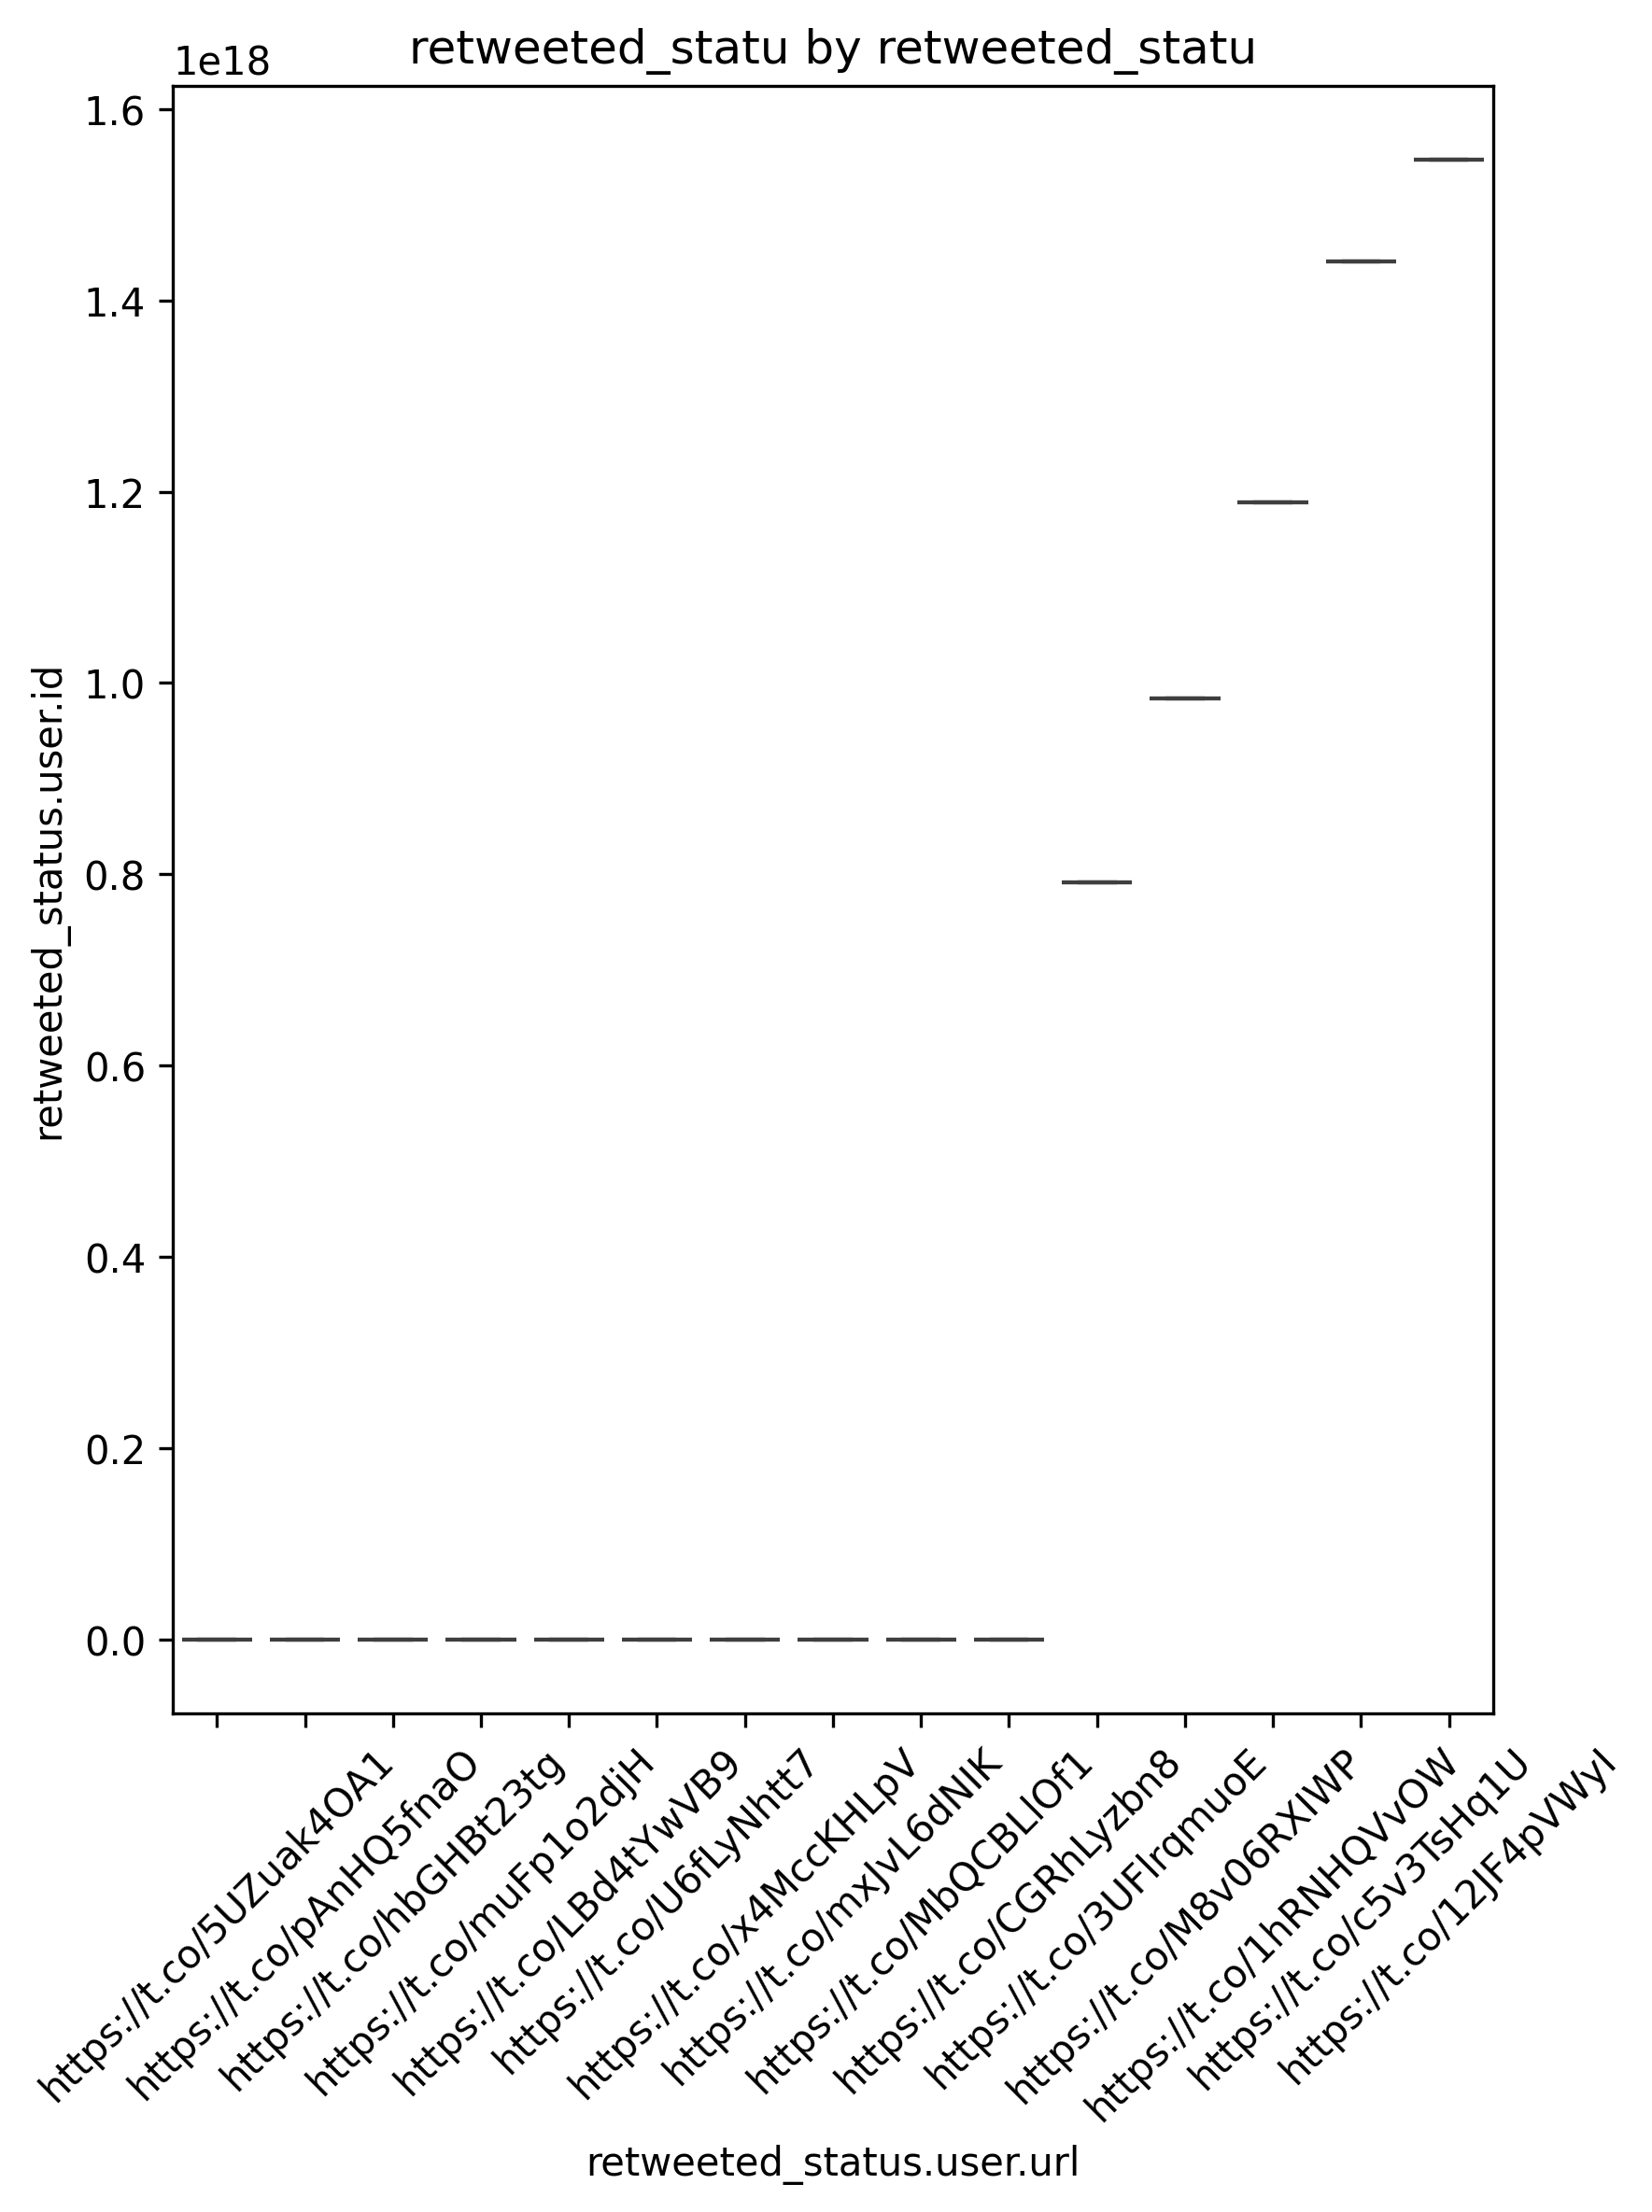 retweeted_statu by retweeted_statu
1e18
1.6
1.4
1.2
1.0
0.8
0.6
0.4
0.2
0.0
retweeted_status.user.id
https://t.co/5UZuak4OA1
https://t.co/pAnHQ5fnaO
https://t.co/hbGHBt23tg
https://t.co/muFp1o2djH
https://t.co/LBd4tYwVB9
https://t.co/U6fLyNhtt7
https://t.co/x4MccKHLpV
https://t.co/mxJvL6dNlK
https://t.co/MbQCBLlOf1
https://t.co/CGRhLyzbn8
https://t.co/3UFlrqmuoE
https://t.co/M8v06RXlWP
https://t.co/1hRNHQVvOW
https://t.co/c5v3TsHq1U
https://t.co/12JF4pVWyl
retweeted_status.user.url